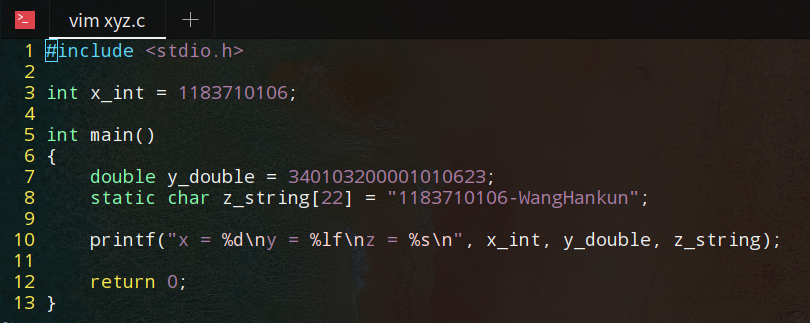 vim xyz.c
1 #include <stdio.h>
2
3 int x_int = 1183710106;
4
5 int main()
6 {
7     double y_double = 340103200001010623;
8     static char z_string[22] = "1183710106-WangHankun";
9
10     printf("x = %d\ny = %lf\nz = %s\n", x_int, y_double, z_string);
11
12     return 0;
13 }